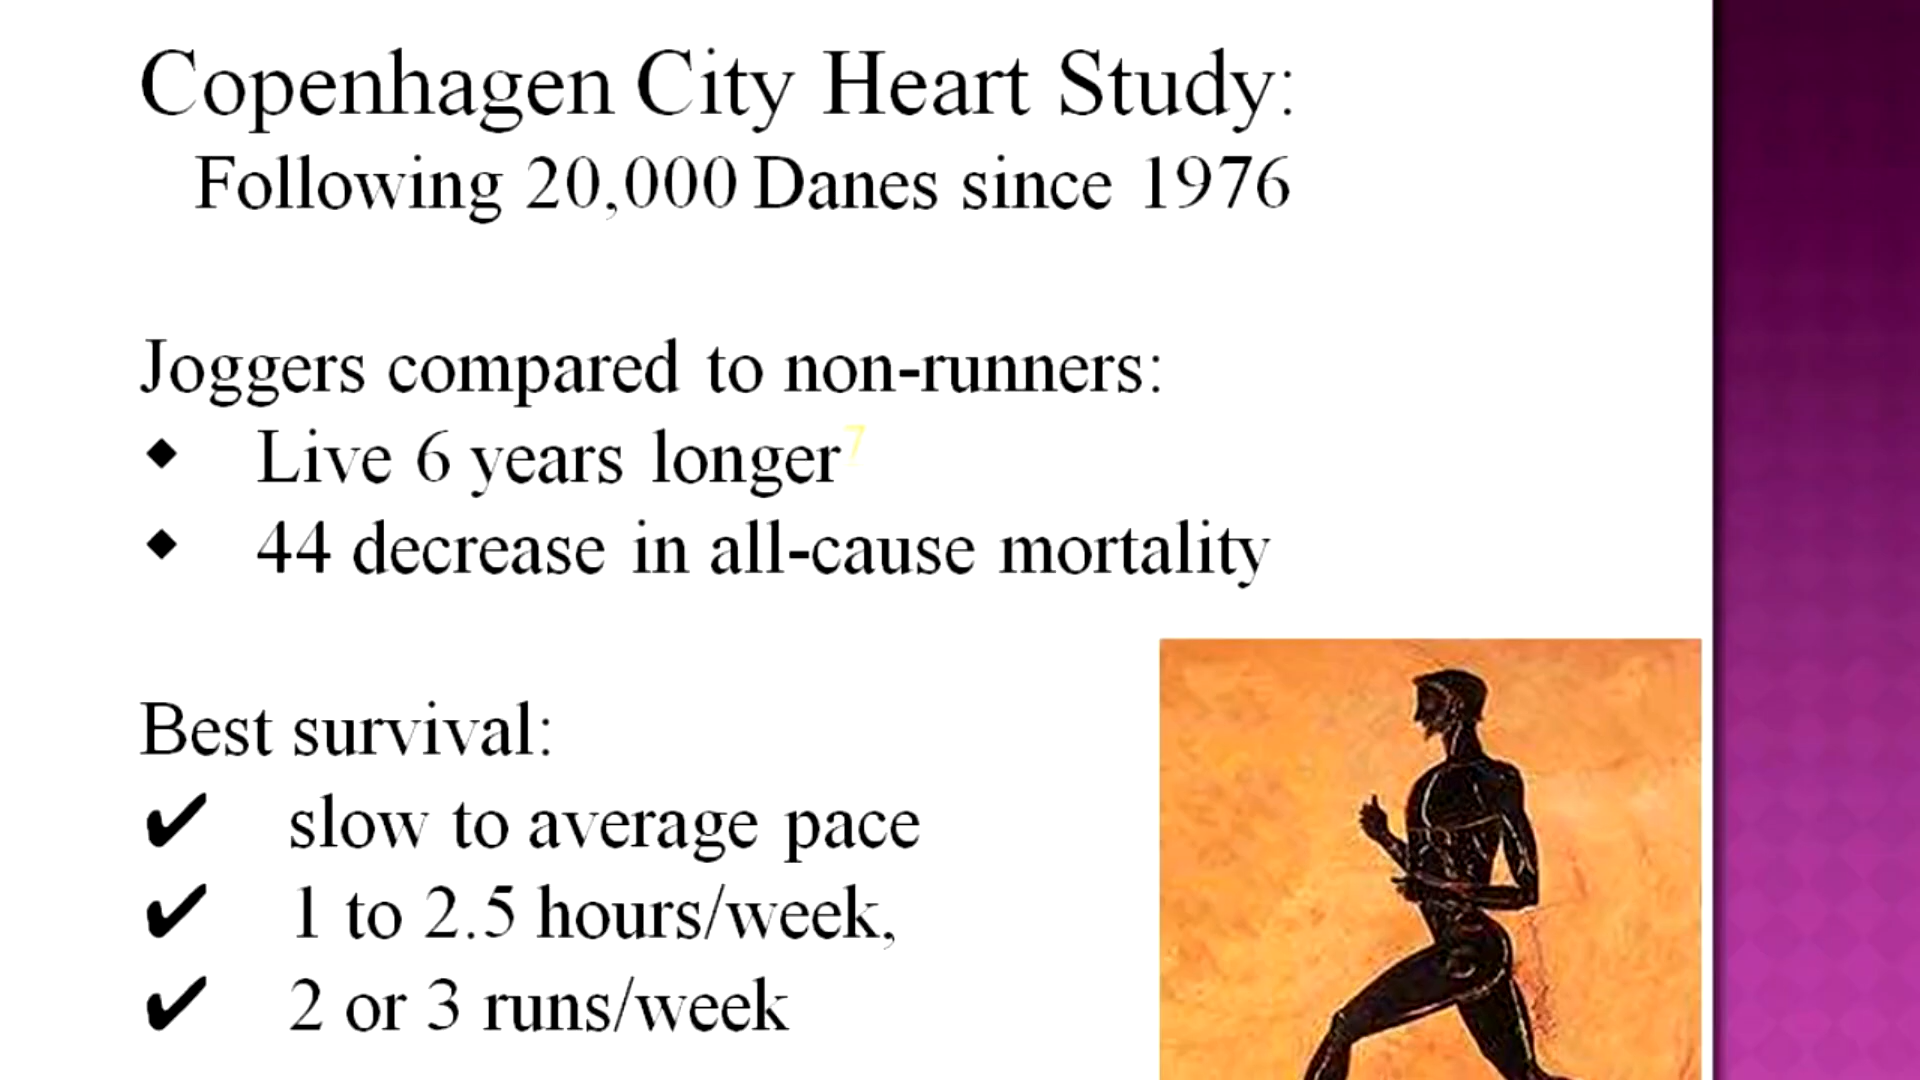 Copenhagen City Heart Study:
Following 20,000 Danes since 1976
Joggers compared to non-runners:
◆ Live 6 years longer7
◆ 44 decrease in all-cause mortality
Best survival:
✔ slow to average pace
✔ 1 to 2.5 hours/week,
✔ 2 or 3 runs/week